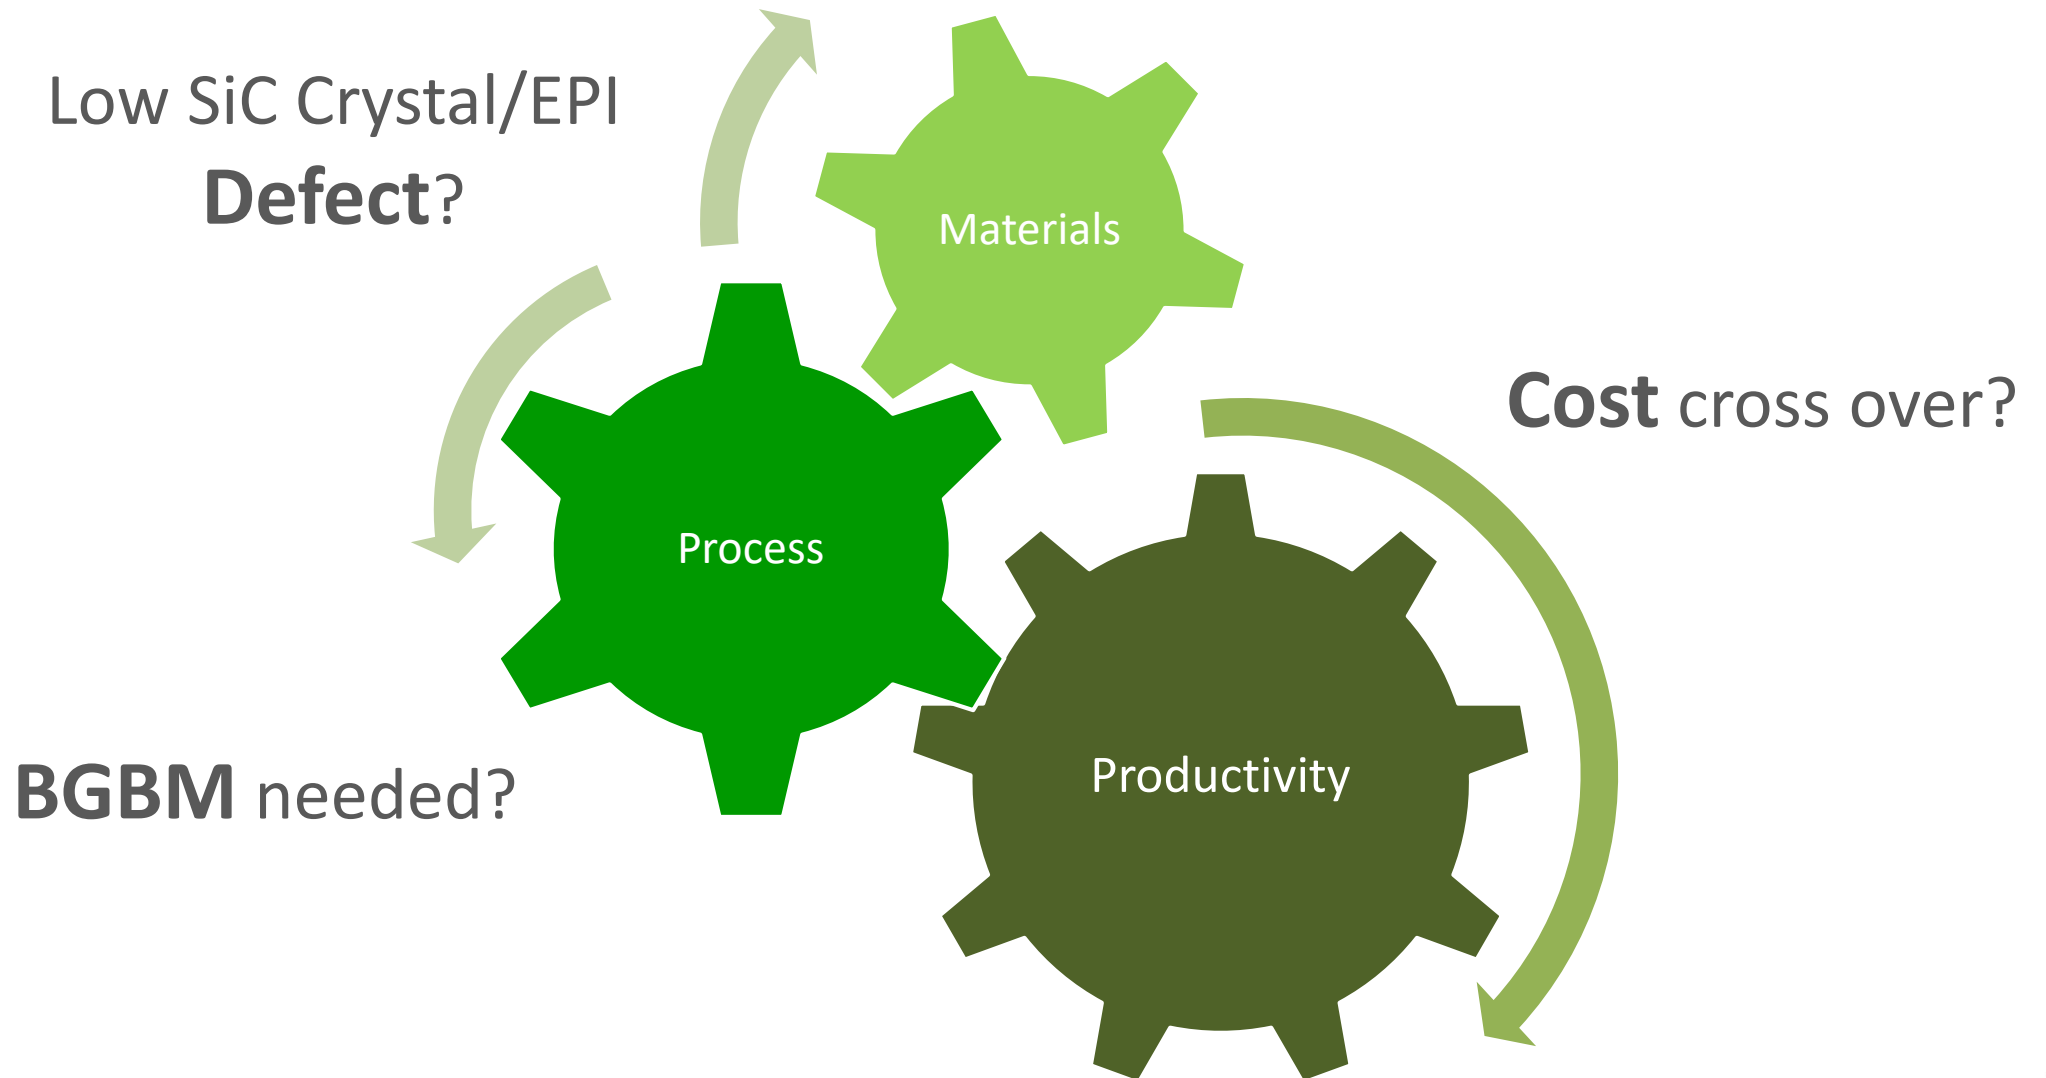 Low SiC Crystal/EPI
Defect?
Materials
Cost cross over?
Process
Productivity
BGBM needed?